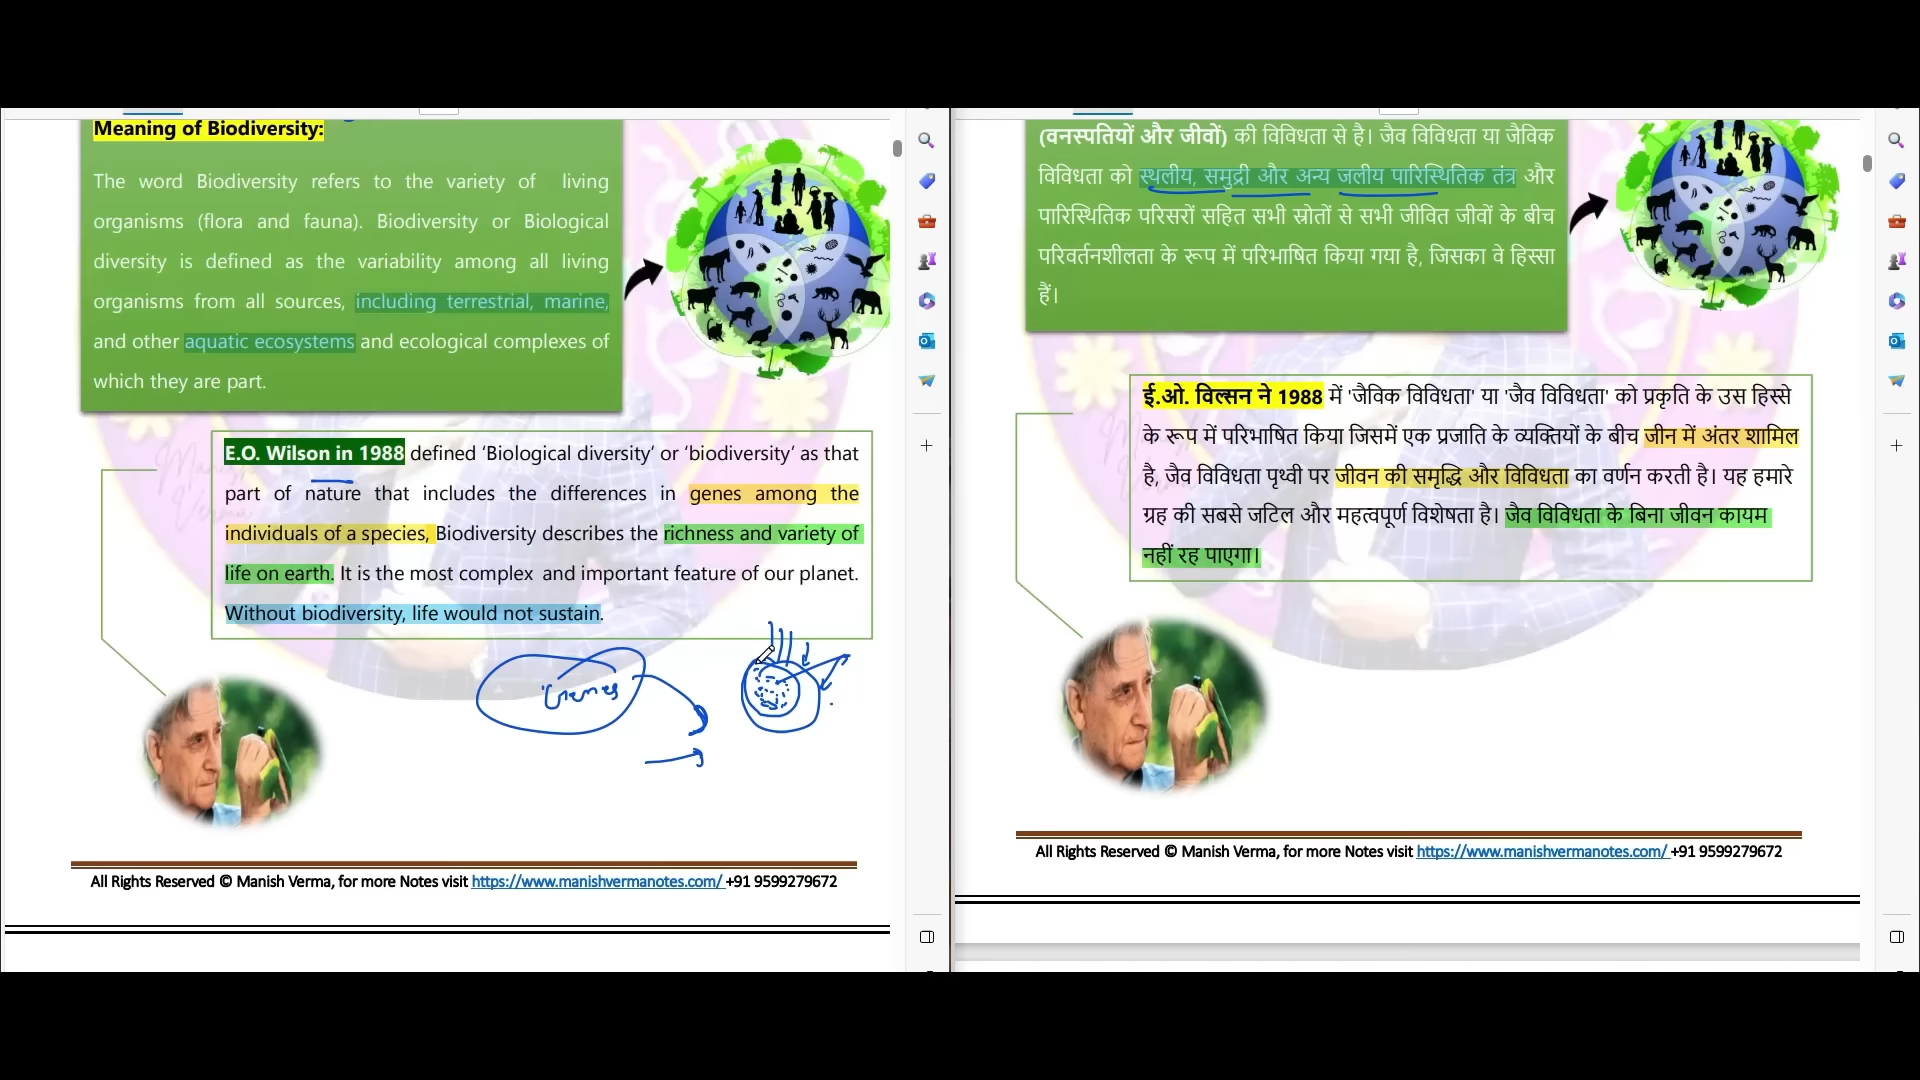 Meaning of Biodiversity:
The word Biodiversity refers to the variety of living
organisms (flora and fauna). Biodiversity or Biological
diversity is defined as the variability among all living
organisms from all sources, including terrestrial, marine,
and other aquatic ecosystems and ecological complexes of
which they are part.
E.O. Wilson in 1988 defined ‘Biological diversity’ or ‘biodiversity’ as that
part of nature that includes the differences in genes among the
individuals of a species, Biodiversity describes the richness and variety of
life on earth. It is the most complex and important feature of our planet.
Without biodiversity, life would not sustain.
Genes
All Rights Reserved © Manish Verma, for more Notes visit https://www.manishvermanotes.com/ +91 9599279672
(वनस्पतियों और जीवों) की विविधता से है। जैव विविधता या जैविक
विविधता को स्थलीय, समुद्री और अन्य जलीय पारिस्थितिक तंत्र और
पारिस्थितिक परिसरों सहित सभी स्रोतों से सभी जीवित जीवों के बीच
परिवर्तनशीलता के रूप में परिभाषित किया गया है, जिसका वे हिस्सा
हैं।
ई.ओ. विल्सन ने 1988 में 'जैविक विविधता' या 'जैव विविधता' को प्रकृति के उस हिस्से
के रूप में परिभाषित किया जिसमें एक प्रजाति के व्यक्तियों के बीच जीन में अंतर शामिल
है, जैव विविधता पृथ्वी पर जीवन की समृद्धि और विविधता का वर्णन करती है। यह हमारे
ग्रह की सबसे जटिल और महत्वपूर्ण विशेषता है। जैव विविधता के बिना जीवन कायम
नहीं रह पाएगा।
All Rights Reserved © Manish Verma, for more Notes visit https://www.manishvermanotes.com/ +91 9599279672